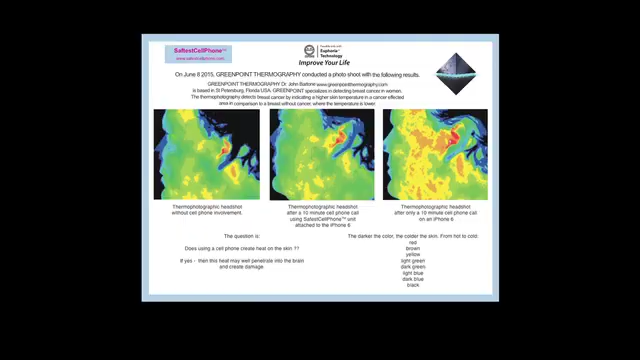 SafestCellPhone™
www.safestcellphone.com
Euphoria™
Technology
Improve Your Life
On June 8 2015, GREENPOINT THERMOGRAPHY conducted a photo shoot with the following results.
GREENPOINT THERMOGRAPHY Dr. John Bartone www.greenpointthermography.com
is based in St Petersburg, Florida USA. GREENPOINT specializes in detecting breast cancer in women.
The thermography detects breast cancer by indicating a higher skin temperature in a cancer effected
area in comparison to a breast without cancer, where the temperature is lower.
Thermophotographic headshot
without cell phone involvement.
Thermophotographic headshot
after a 10 minute cell phone call
using SafestCellPhone™ unit
attached to the iPhone 6
Thermophotographic headshot
after only a 10 minute cell phone call
on an iPhone 6
The question is:
Does using a cell phone create heat on the skin ??
If yes - then this heat may well penetrate into the brain
and create damage
The darker the color, the colder the skin. From hot to cold:
red
brown
yellow
light green
dark green
light blue
dark blue
black